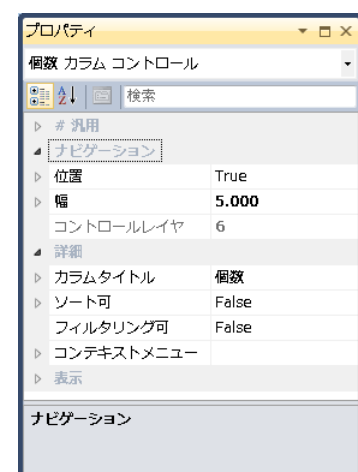 プロパティ
個数 カラム コントロール
検索
# 汎用
ナビゲーション
位置 True
幅 5.000
コントロールレイヤ 6
詳細
カラムタイトル 個数
ソート可 False
フィルタリング可 False
コンテキストメニュー
表示
ナビゲーション